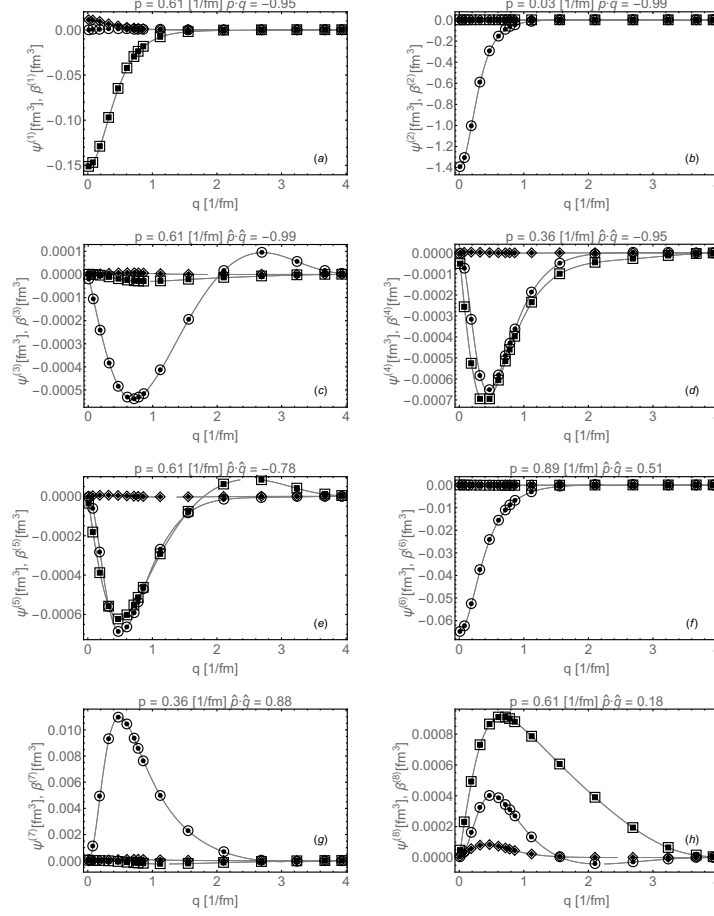 p = 0.61 [1/fm] p̂·q̂ = −0.95
ψ(1)[fm³], β(1)[fm³]
0.00
−0.05
−0.10
−0.15
(a)
0 1 2 3 4
q [1/fm]
p = 0.03 [1/fm] p̂·q̂ = −0.99
ψ(2)[fm³], β(2)[fm³]
0.0
−0.2
−0.4
−0.6
−0.8
−1.0
−1.2
−1.4
(b)
0 1 2 3 4
q [1/fm]
p = 0.61 [1/fm] p̂·q̂ = −0.99
ψ(3)[fm³], β(3)[fm³]
0.0001
0.0000
−0.0001
−0.0002
−0.0003
−0.0004
−0.0005
(c)
0 1 2 3 4
q [1/fm]
p = 0.36 [1/fm] p̂·q̂ = −0.95
ψ(4)[fm³], β(4)[fm³]
0.0000
−0.0001
−0.0002
−0.0003
−0.0004
−0.0005
−0.0006
−0.0007
(d)
0 1 2 3 4
q [1/fm]
p = 0.61 [1/fm] p̂·q̂ = −0.78
ψ(5)[fm³], β(5)[fm³]
0.0000
−0.0002
−0.0004
−0.0006
(e)
0 1 2 3 4
q [1/fm]
p = 0.89 [1/fm] p̂·q̂ = 0.51
ψ(6)[fm³], β(6)[fm³]
0.00
−0.01
−0.02
−0.03
−0.04
−0.05
−0.06
(f)
0 1 2 3 4
q [1/fm]
p = 0.36 [1/fm] p̂·q̂ = 0.88
ψ(7)[fm³], β(7)[fm³]
0.010
0.008
0.006
0.004
0.002
0.000
(g)
0 1 2 3 4
q [1/fm]
p = 0.61 [1/fm] p̂·q̂ = 0.18
ψ(8)[fm³], β(8)[fm³]
0.0008
0.0006
0.0004
0.0002
0.0000
(h)
0 1 2 3 4
q [1/fm]